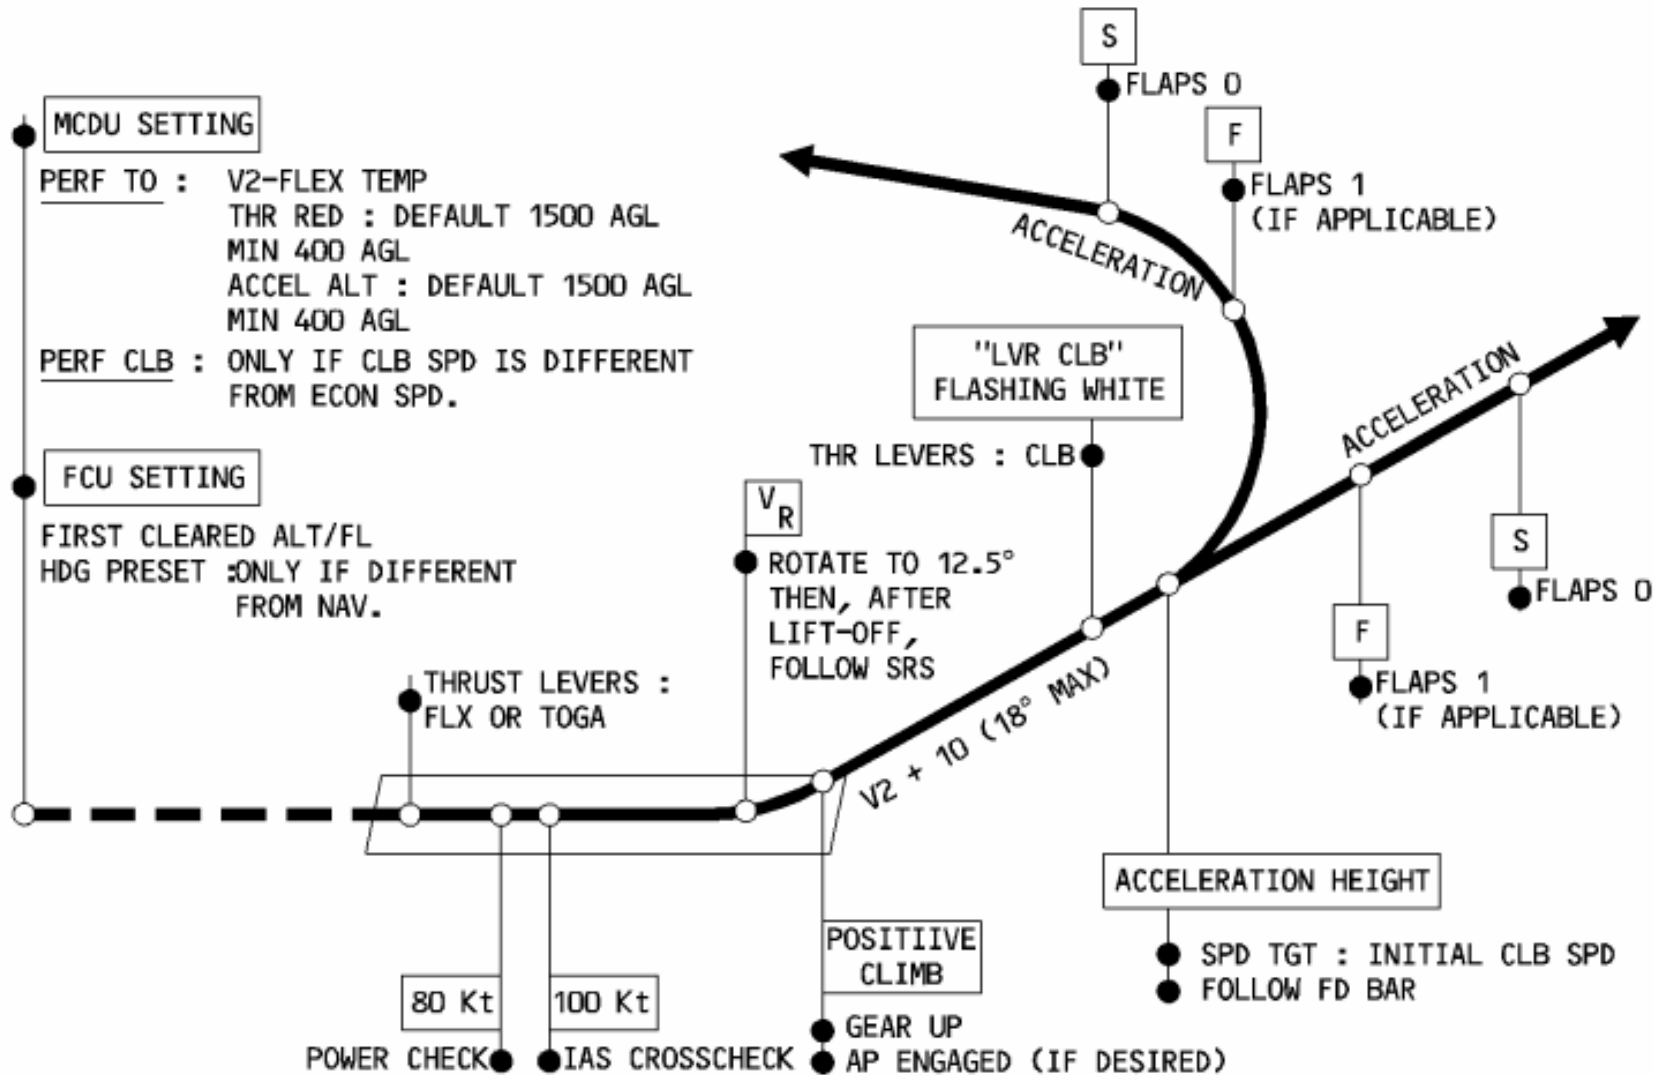 MCDU SETTING
PERF TO : V2-FLEX TEMP
THR RED : DEFAULT 1500 AGL
MIN 400 AGL
ACCEL ALT : DEFAULT 1500 AGL
MIN 400 AGL
PERF CLB : ONLY IF CLB SPD IS DIFFERENT
FROM ECON SPD.
FCU SETTING
FIRST CLEARED ALT/FL
HDG PRESET :ONLY IF DIFFERENT
FROM NAV.
THRUST LEVERS :
FLX OR TOGA
80 Kt
POWER CHECK
100 Kt
IAS CROSSCHECK
VR
ROTATE TO 12.5°
THEN, AFTER
LIFT-OFF,
FOLLOW SRS
POSITIIVE
CLIMB
GEAR UP
AP ENGAGED (IF DESIRED)
V2 + 10 (18° MAX)
"LVR CLB"
FLASHING WHITE
THR LEVERS : CLB
ACCELERATION HEIGHT
SPD TGT : INITIAL CLB SPD
FOLLOW FD BAR
ACCELERATION
F
FLAPS 1
(IF APPLICABLE)
S
FLAPS 0
ACCELERATION
F
FLAPS 1
(IF APPLICABLE)
S
FLAPS 0